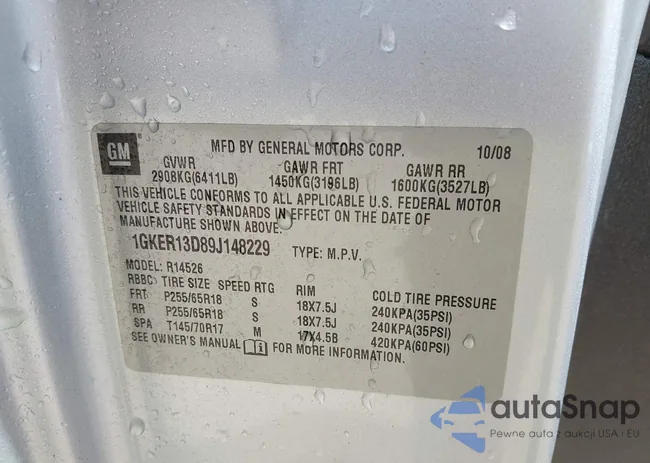 GM
MFD BY GENERAL MOTORS CORP. 10/08
GVWR GAWR FRT GAWR RR
2908KG(6411LB) 1450KG(3196LB) 1600KG(3527LB)
THIS VEHICLE CONFORMS TO ALL APPLICABLE U.S. FEDERAL MOTOR
VEHICLE SAFETY STANDARDS IN EFFECT ON THE DATE OF
MANUFACTURE SHOWN ABOVE.
1GKER13D89J148229 TYPE: M.P.V.
MODEL: R14526
RBBC TIRE SIZE SPEED RTG RIM COLD TIRE PRESSURE
FRT P255/65R18 S 18X7.5J 240KPA(35PSI)
RR P255/65R18 S 18X7.5J 240KPA(35PSI)
SPA T145/70R17 M 17X4.5B 420KPA(60PSI)
SEE OWNER'S MANUAL FOR MORE INFORMATION.
autoSnap
Pewne auta z aukcji USA i EU